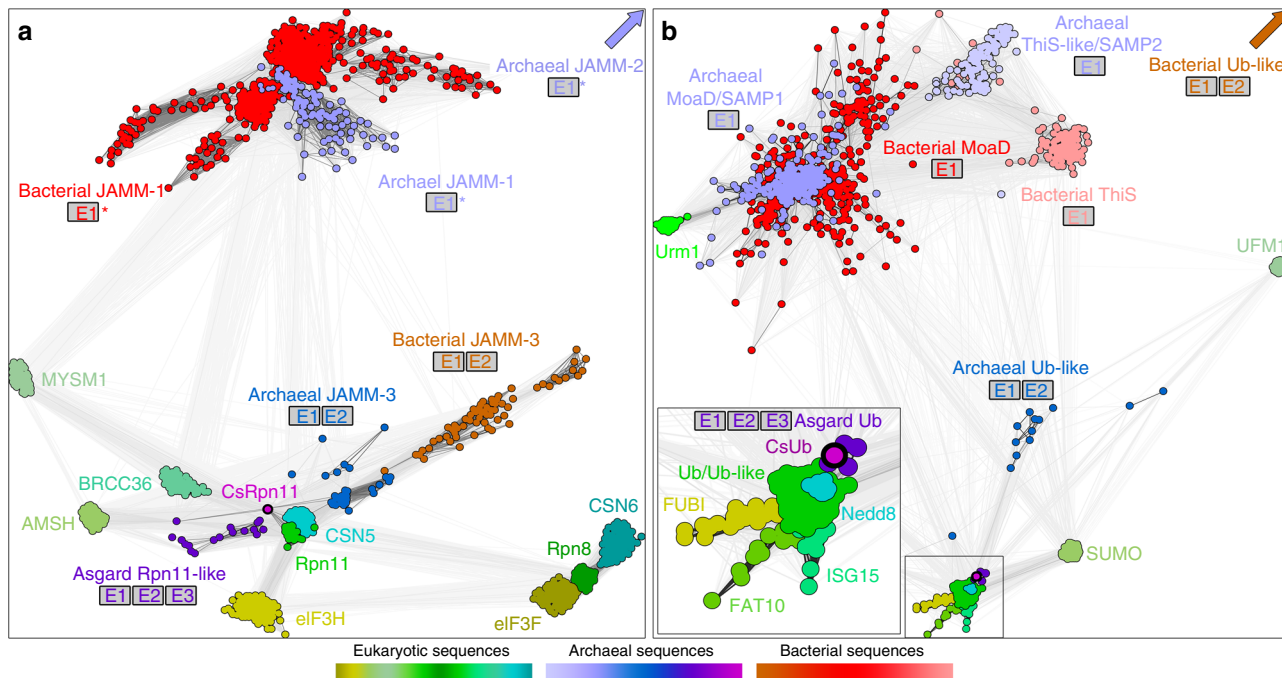 a
Archaeal JAMM-2
E1*
Bacterial JAMM-1
E1*
Archael JAMM-1
E1*
MYSM1
Bacterial JAMM-3
E1 E2
Archaeal JAMM-3
E1 E2
BRCC36
CsRpn11
AMSH
CSN5
Rpn11
CSN6
Rpn8
Asgard Rpn11-like
E1 E2 E3
eIF3H
eIF3F
b
Archaeal
ThiS-like/SAMP2
E1
Bacterial Ub-like
E1 E2
Archaeal
MoaD/SAMP1
E1
Bacterial MoaD
E1
Bacterial ThiS
E1
Urm1
UFM1
Archaeal Ub-like
E1 E2
E1 E2 E3 Asgard Ub
CsUb
Ub/Ub-like
FUBI
Nedd8
ISG15
FAT10
SUMO
Eukaryotic sequences
Archaeal sequences
Bacterial sequences